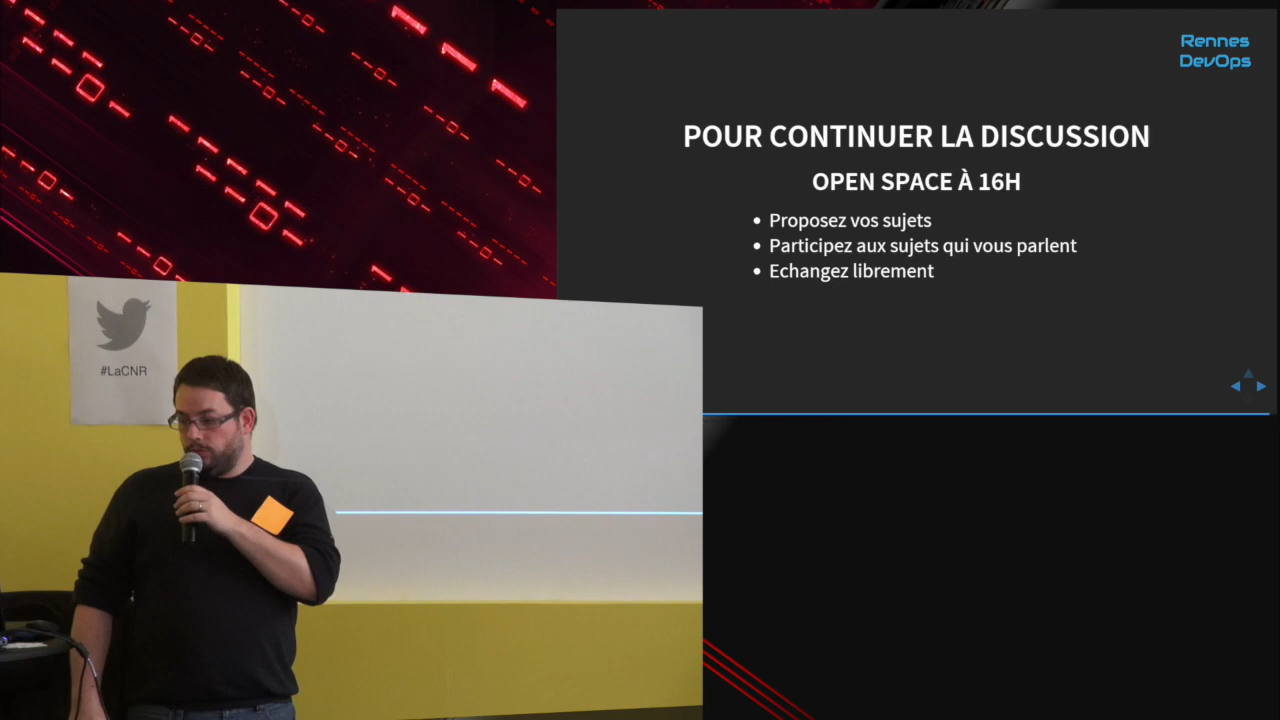 Rennes
DevOps
POUR CONTINUER LA DISCUSSION
OPEN SPACE À 16H
Proposez vos sujets
Participez aux sujets qui vous parlent
Echangez librement
#LaCNR